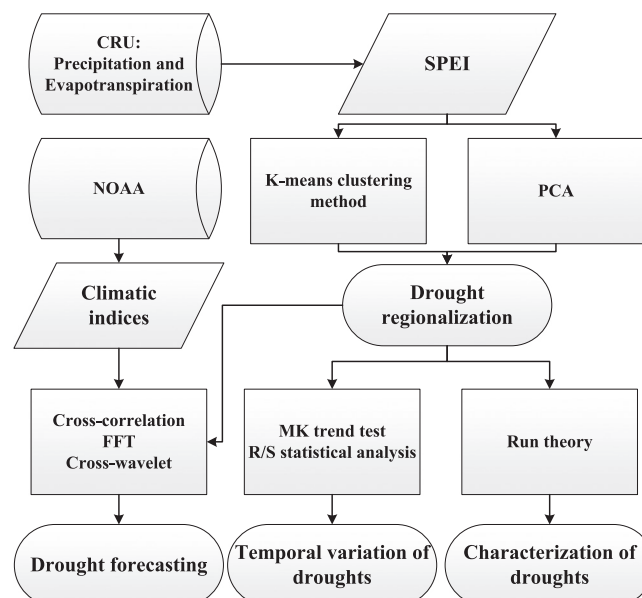 CRU:
Precipitation and
Evapotranspiration
SPEI
NOAA
K-means clustering
method
PCA
Climatic
indices
Drought
regionalization
Cross-correlation
FFT
Cross-wavelet
MK trend test
R/S statistical analysis
Run theory
Drought forecasting
Temporal variation of
droughts
Characterization of
droughts